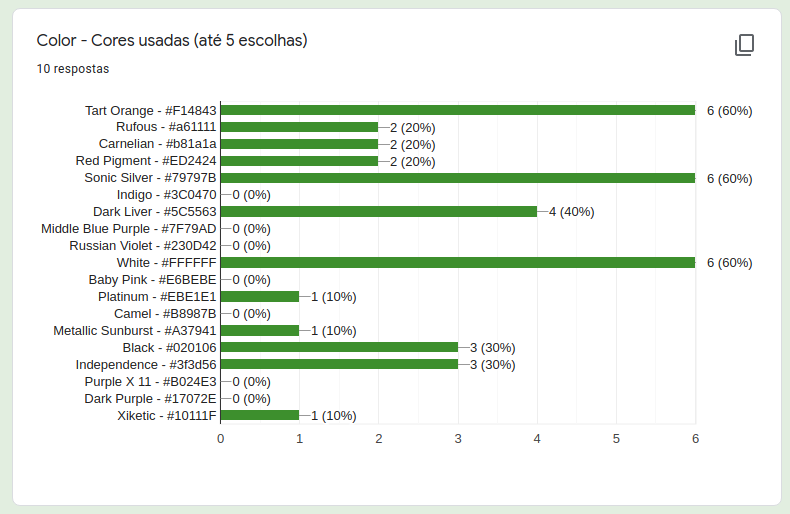 Color - Cores usadas (até 5 escolhas)
10 respostas
Tart Orange - #F14843 6 (60%)
Rufous - #a61111 2 (20%)
Carnelian - #b81a1a 2 (20%)
Red Pigment - #ED2424 2 (20%)
Sonic Silver - #79797B 6 (60%)
Indigo - #3C0470 0 (0%)
Dark Liver - #5C5563 4 (40%)
Middle Blue Purple - #7F79AD 0 (0%)
Russian Violet - #230D42 0 (0%)
White - #FFFFFF 6 (60%)
Baby Pink - #E6BEBE 0 (0%)
Platinum - #EBE1E1 1 (10%)
Camel - #B8987B 0 (0%)
Metallic Sunburst - #A37941 1 (10%)
Black - #020106 3 (30%)
Independence - #3f3d56 3 (30%)
Purple X 11 - #B024E3 0 (0%)
Dark Purple - #17072E 0 (0%)
Xiketic - #10111F 1 (10%)
0 1 2 3 4 5 6